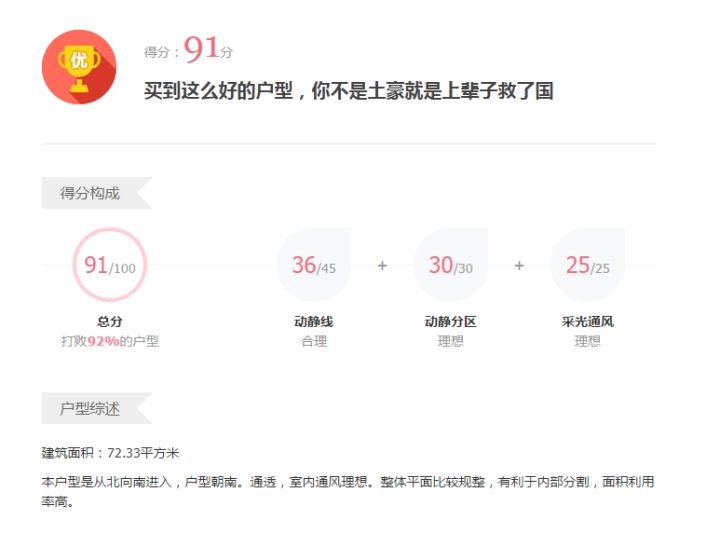 优
得分：91分
买到这么好的户型，你不是土豪就是上辈子救了国
得分构成
91/100
36/45 + 30/30 + 25/25
总分 动静线 动静分区 采光通风
打败92%的户型 合理 理想 理想
户型综述
建筑面积：72.33平方米
本户型是从北向南进入，户型朝南。通透，室内通风理想。整体平面比较规整，有利于内部分割，面积利用
率高。